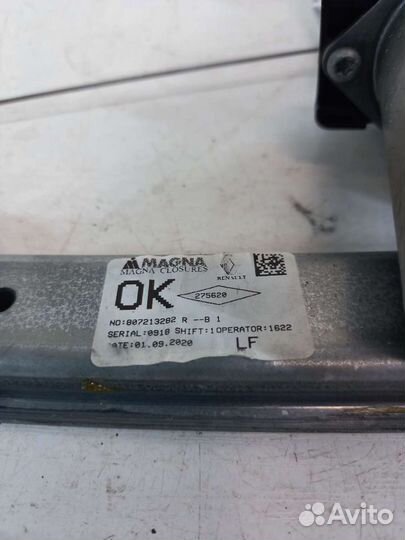 MAGNA
MAGNA CLOSURES
RENAULT
OK
275620
NO:807213282 R --B 1
SERIAL:0918 SHIFT:1 OPERATOR:1622
DATE:01.09.2020
LF
Avito